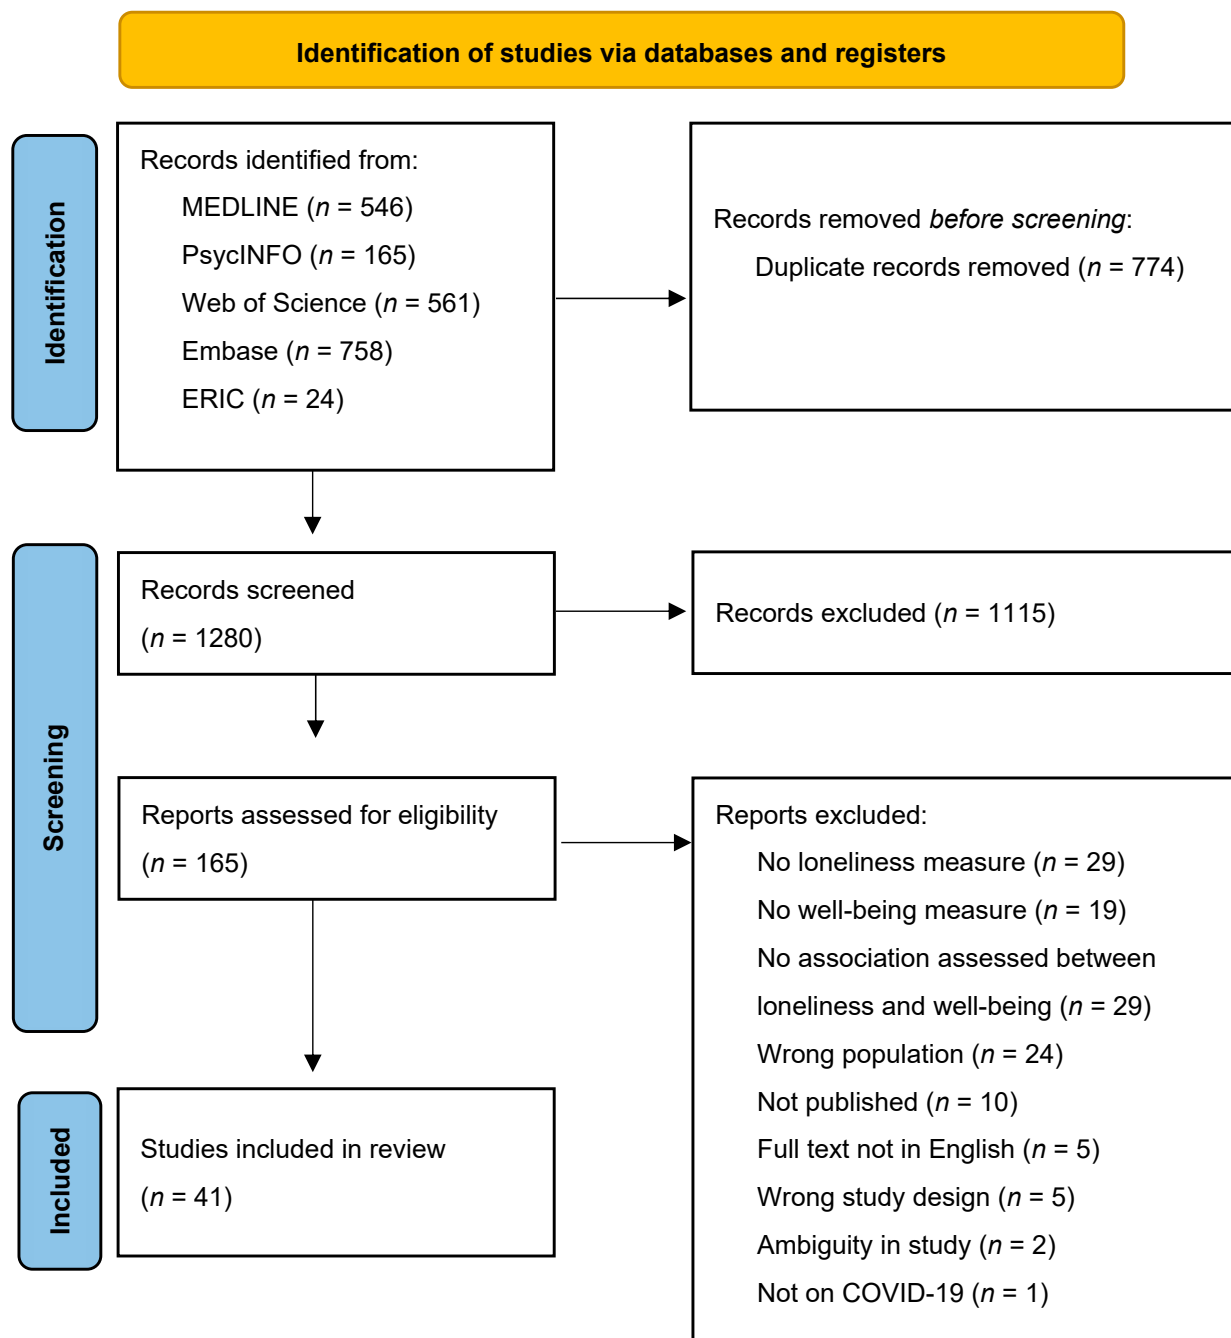 Identification of studies via databases and registers
Identification
Records identified from:
MEDLINE (n = 546)
PsycINFO (n = 165)
Web of Science (n = 561)
Embase (n = 758)
ERIC (n = 24)
Records removed before screening:
Duplicate records removed (n = 774)
Screening
Records screened
(n = 1280)
Records excluded (n = 1115)
Reports assessed for eligibility
(n = 165)
Reports excluded:
No loneliness measure (n = 29)
No well-being measure (n = 19)
No association assessed between
loneliness and well-being (n = 29)
Wrong population (n = 24)
Not published (n = 10)
Full text not in English (n = 5)
Wrong study design (n = 5)
Ambiguity in study (n = 2)
Not on COVID-19 (n = 1)
Included
Studies included in review
(n = 41)